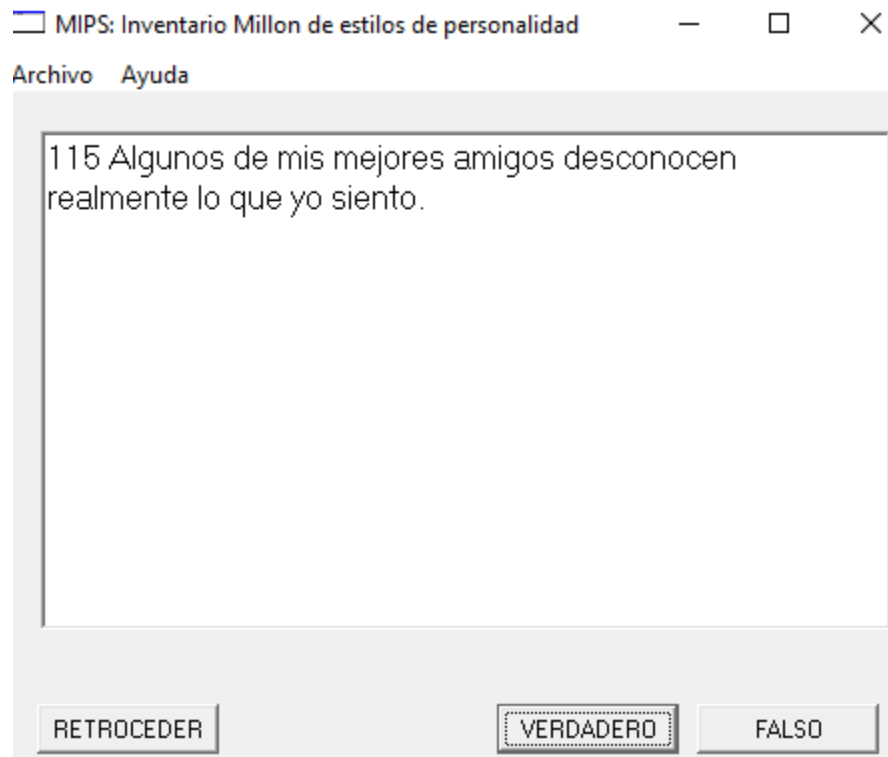 MIPS: Inventario Millon de estilos de personalidad
Archivo Ayuda
115 Algunos de mis mejores amigos desconocen
realmente lo que yo siento.
RETROCEDER VERDADERO FALSO